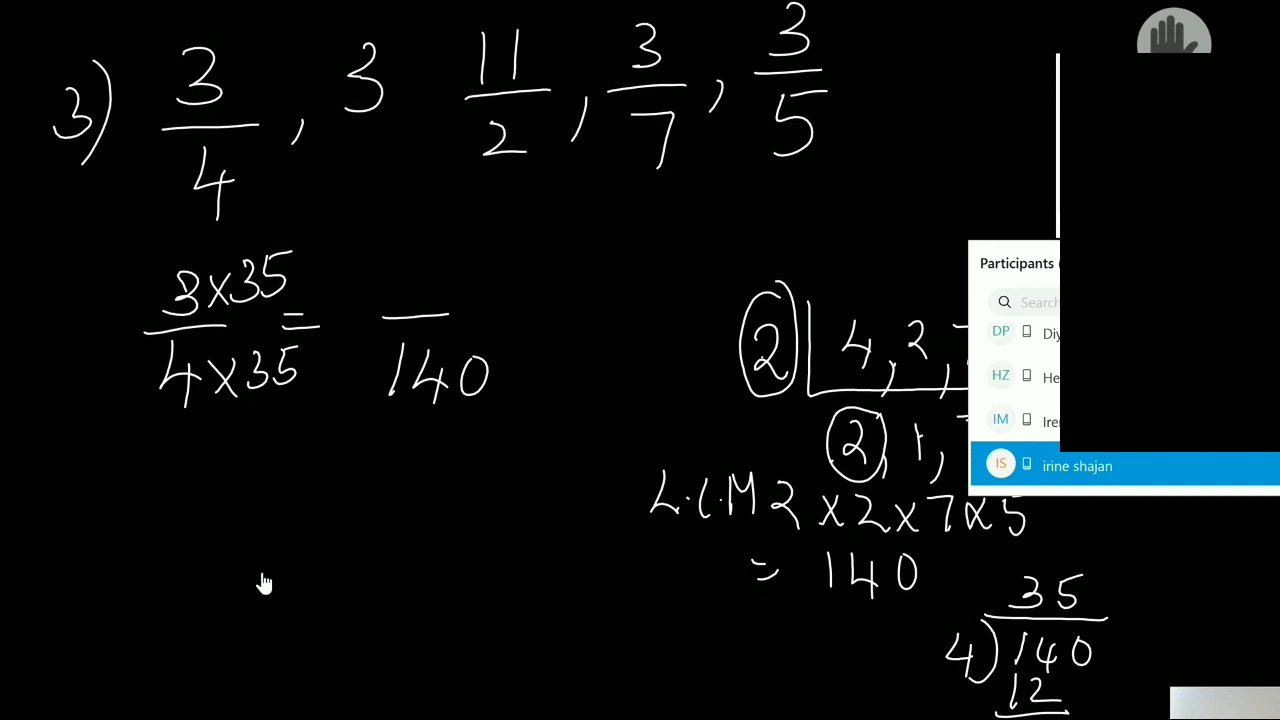 3) 3/4, 3 11/2, 3/7, 3/5
3x35/4x35 = /140
2 | 4, 2,
2, 1,
L.C.M 2 x 2 x 7 x 5
= 140
35
4) 140
12
Participants
Search
DP Diy
HZ He
IM Ire
IS irine shajan